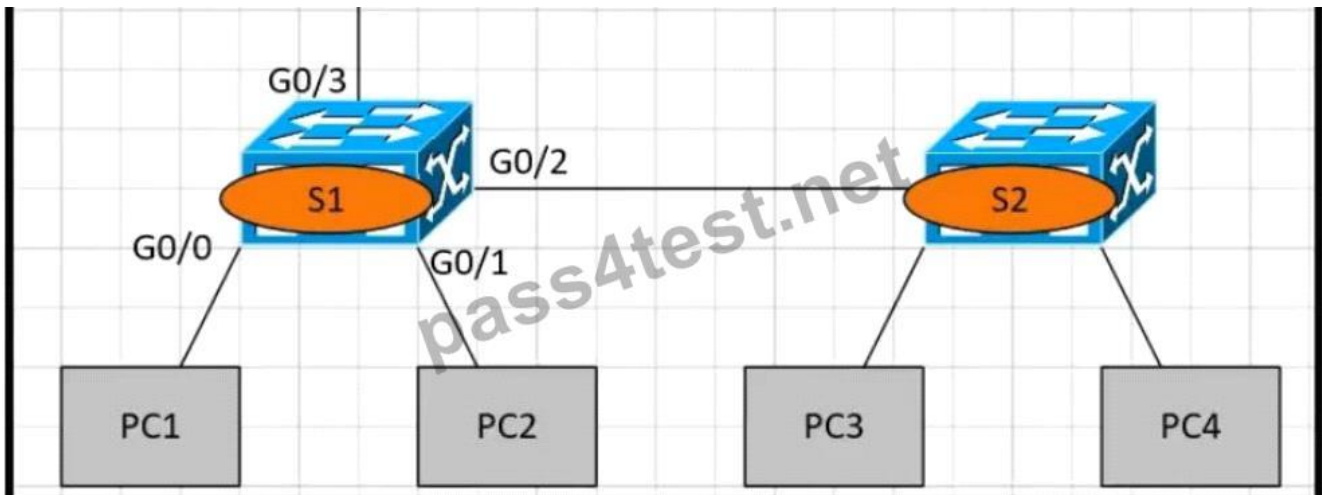 G0/3
G0/2
S1
S2
G0/0
G0/1
pass4test.net
PC1
PC2
PC3
PC4